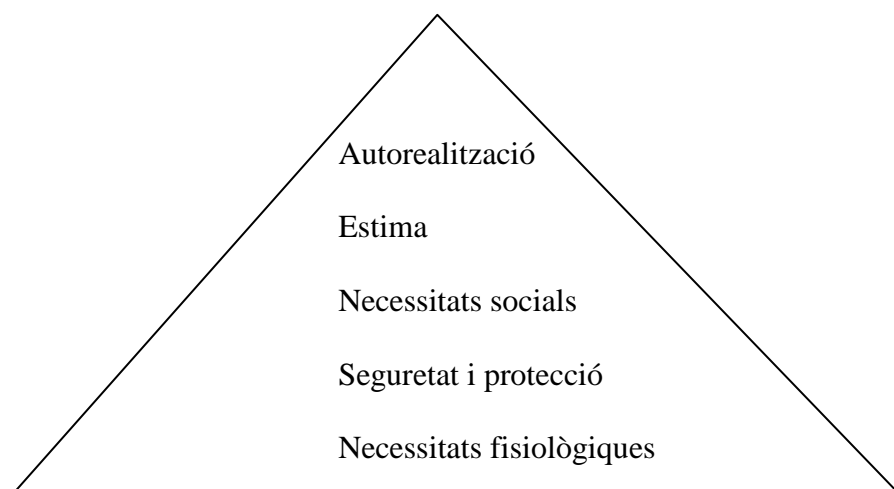 Autorealització
Estima
Necessitats socials
Seguretat i protecció
Necessitats fisiològiques